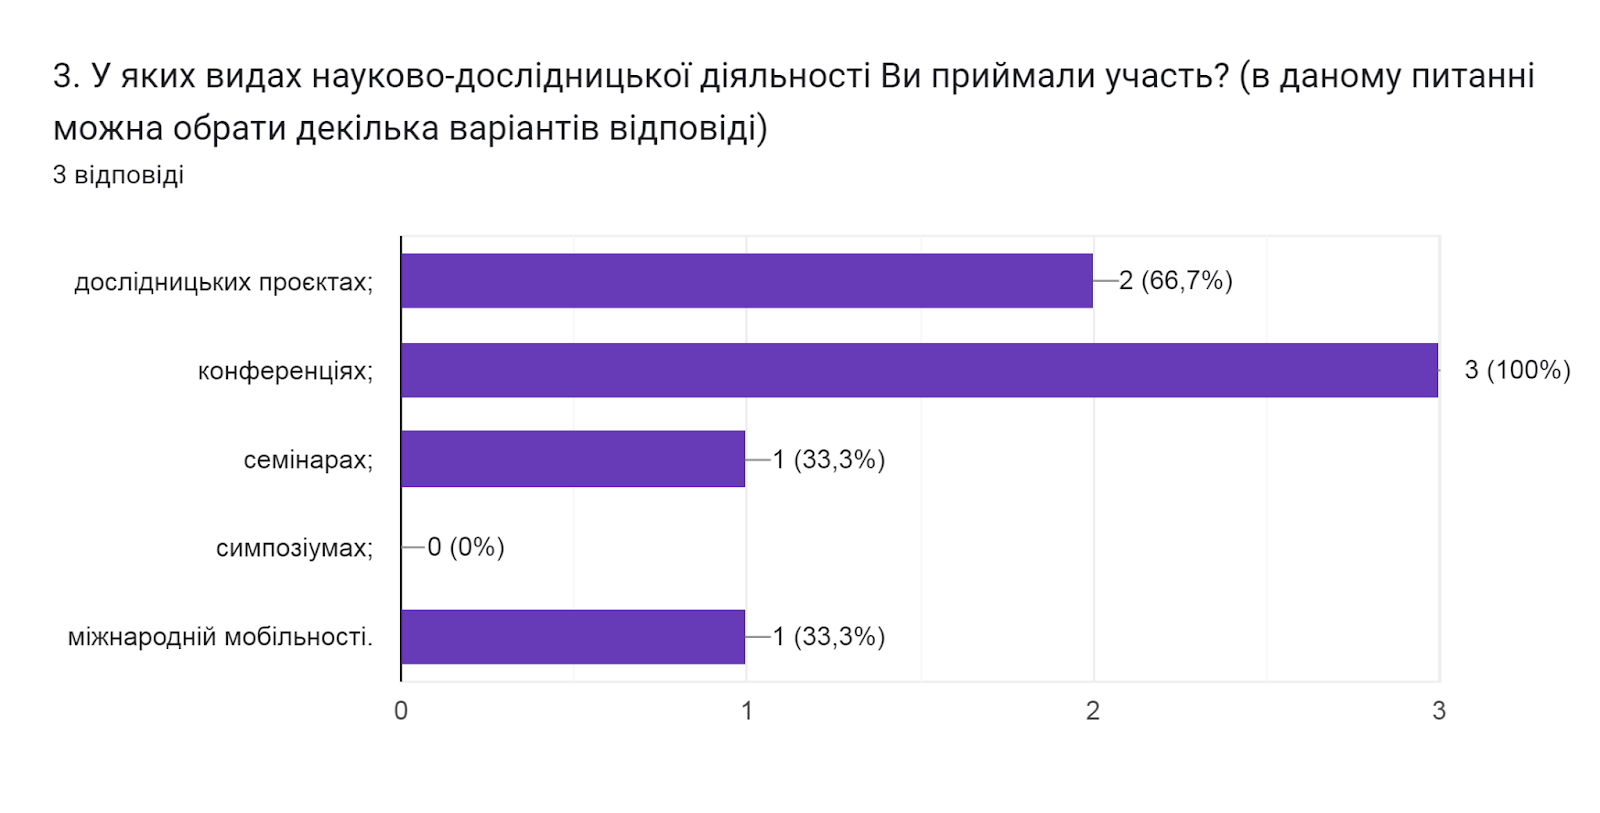 3. У яких видах науково-дослідницької діяльності Ви приймали участь? (в даному питанні
можна обрати декілька варіантів відповіді)
3 відповіді
дослідницьких проєктах;
2 (66,7%)
конференціях;
3 (100%)
семінарах;
1 (33,3%)
симпозіумах;
0 (0%)
міжнародній мобільності.
1 (33,3%)
0 1 2 3